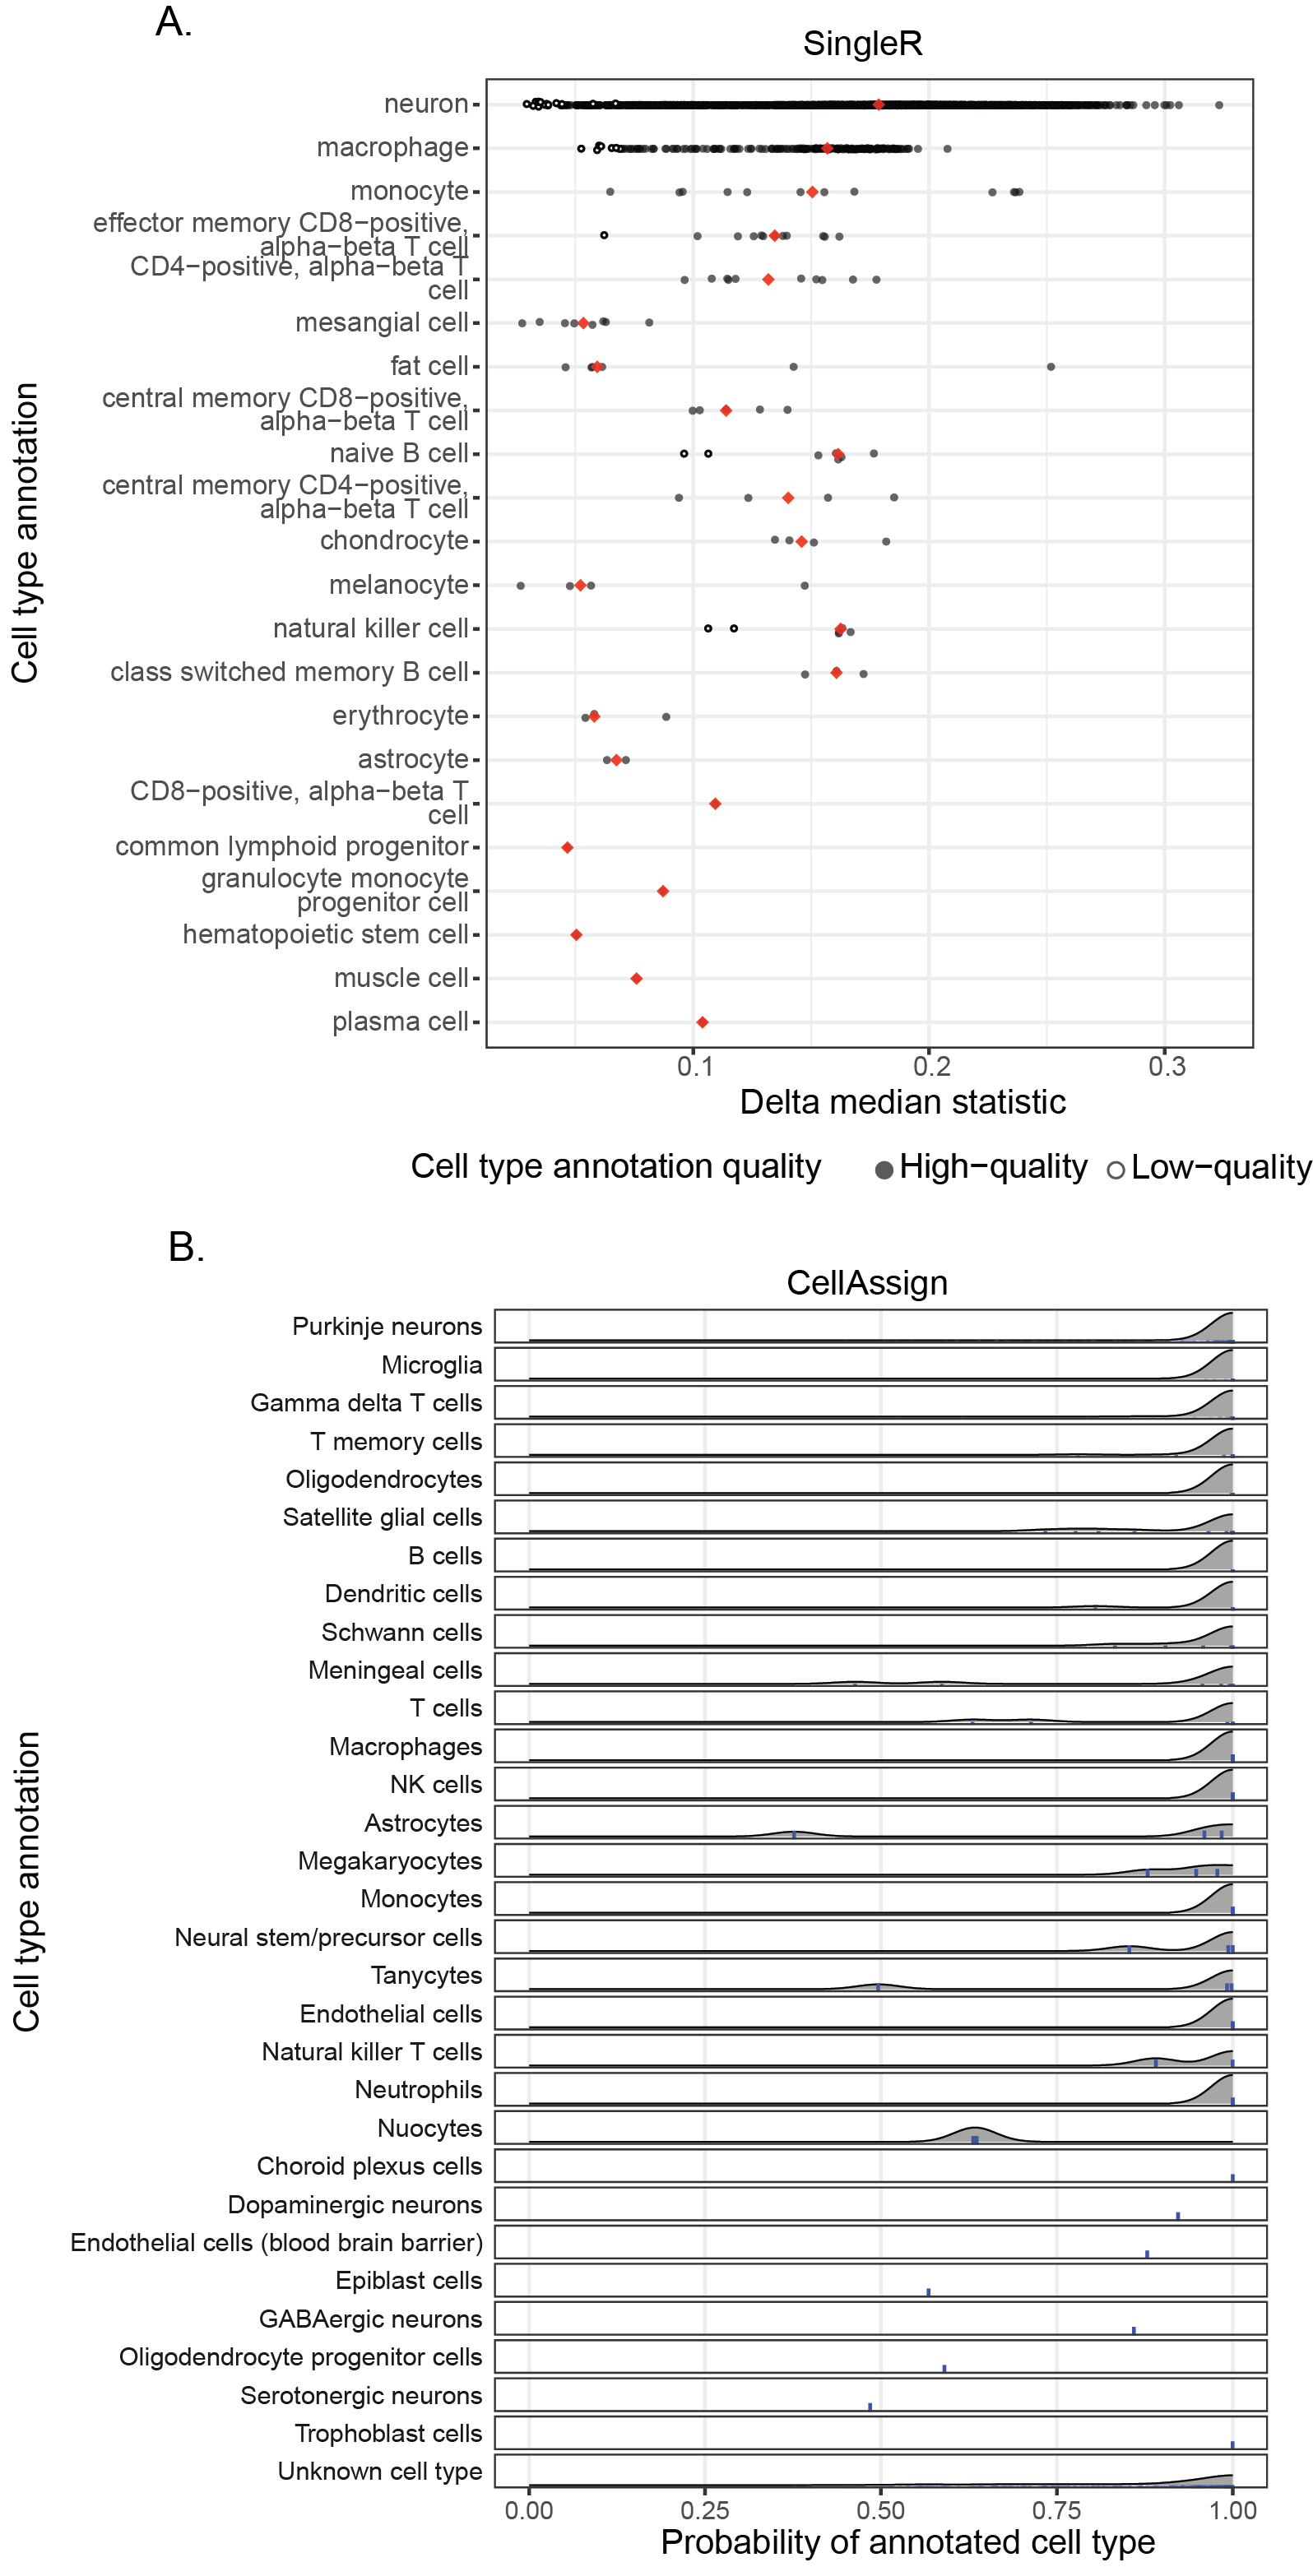 A.
SingleR
neuron
macrophage
monocyte
effector memory CD8−positive,
alpha−beta T cell
CD4−positive, alpha−beta T
cell
mesangial cell
fat cell
central memory CD8−positive,
alpha−beta T cell
naive B cell
central memory CD4−positive,
alpha−beta T cell
chondrocyte
melanocyte
natural killer cell
class switched memory B cell
erythrocyte
astrocyte
CD8−positive, alpha−beta T
cell
common lymphoid progenitor
granulocyte monocyte
progenitor cell
hematopoietic stem cell
muscle cell
plasma cell
Cell type annotation
0.1 0.2 0.3
Delta median statistic
Cell type annotation quality High−quality Low−quality
B.
CellAssign
Purkinje neurons
Microglia
Gamma delta T cells
T memory cells
Oligodendrocytes
Satellite glial cells
B cells
Dendritic cells
Schwann cells
Meningeal cells
T cells
Macrophages
NK cells
Astrocytes
Megakaryocytes
Monocytes
Neural stem/precursor cells
Tanycytes
Endothelial cells
Natural killer T cells
Neutrophils
Nuocytes
Choroid plexus cells
Dopaminergic neurons
Endothelial cells (blood brain barrier)
Epiblast cells
GABAergic neurons
Oligodendrocyte progenitor cells
Serotonergic neurons
Trophoblast cells
Unknown cell type
Cell type annotation
0.00 0.25 0.50 0.75 1.00
Probability of annotated cell type